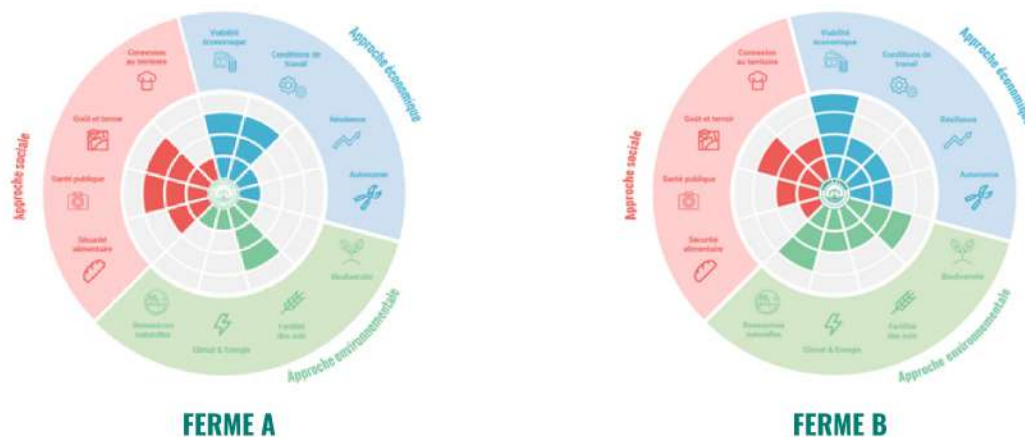 Viabilité
économique
Conditions de
travail
Résilience
Autonomie
Biodiversité
Fertilité
des sols
Climat & Energie
Ressources
naturelles
Sécurité
alimentaire
Santé publique
Goût et terroir
Connexion
au territoire
Approche économique
Approche environnementale
Approche sociale
FERME A
Viabilité
économique
Conditions de
travail
Résilience
Autonomie
Biodiversité
Fertilité
des sols
Climat & Energie
Ressources
naturelles
Sécurité
alimentaire
Santé publique
Goût et terroir
Connexion
au territoire
Approche économique
Approche environnementale
Approche sociale
FERME B